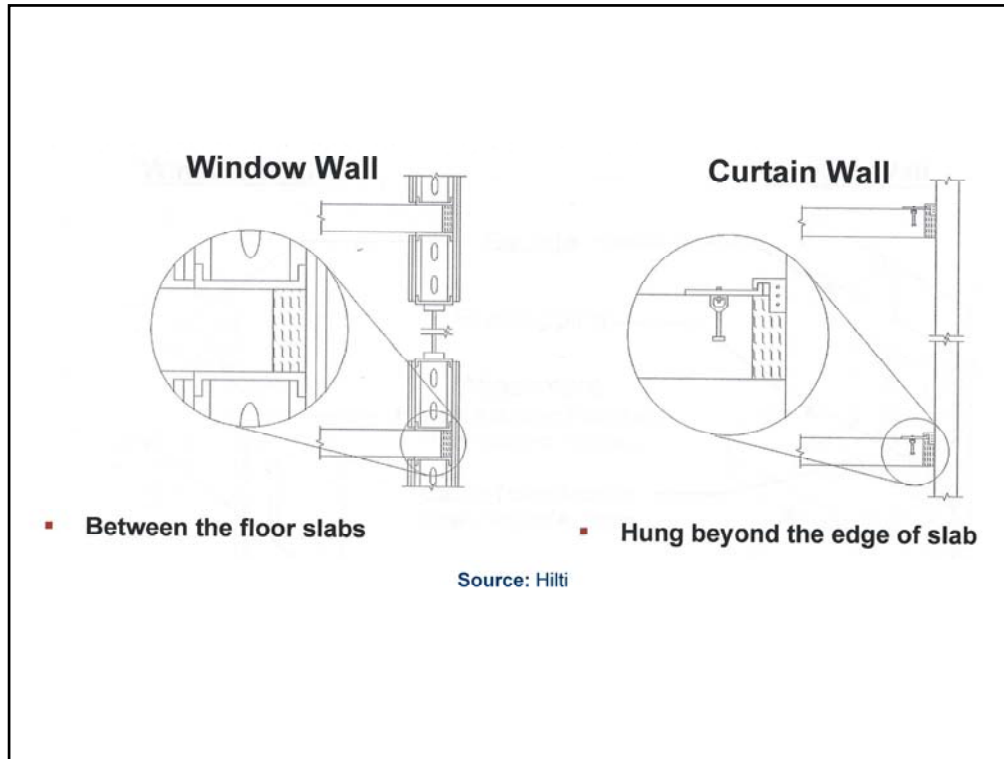 Window Wall
Curtain Wall
▪ Between the floor slabs
▪ Hung beyond the edge of slab
Source: Hilti